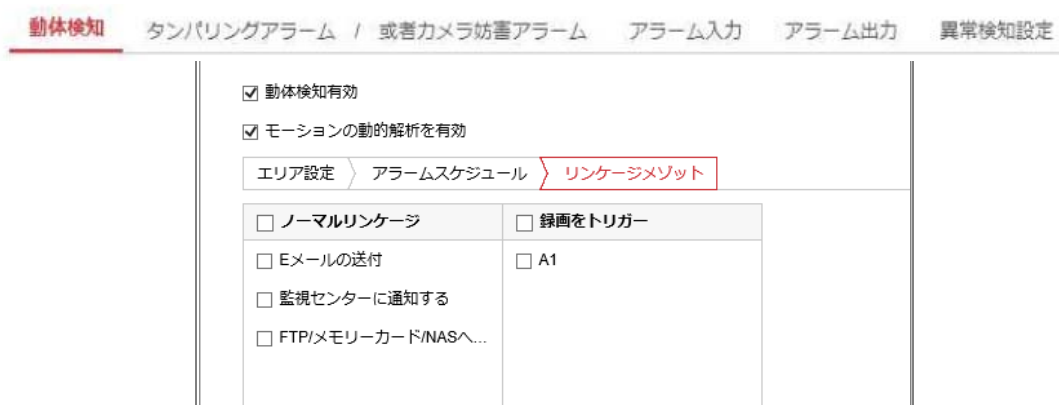 動体検知 タンパリングアラーム / 或者カメラ妨害アラーム アラーム入力 アラーム出力 異常検知設定
動体検知有効
モーションの動的解析を有効
エリア設定 アラームスケジュール リンケージメゾット
ノーマルリンケージ 録画をトリガー
Eメールの送付 A1
監視センターに通知する
FTP/メモリーカード/NASへ...